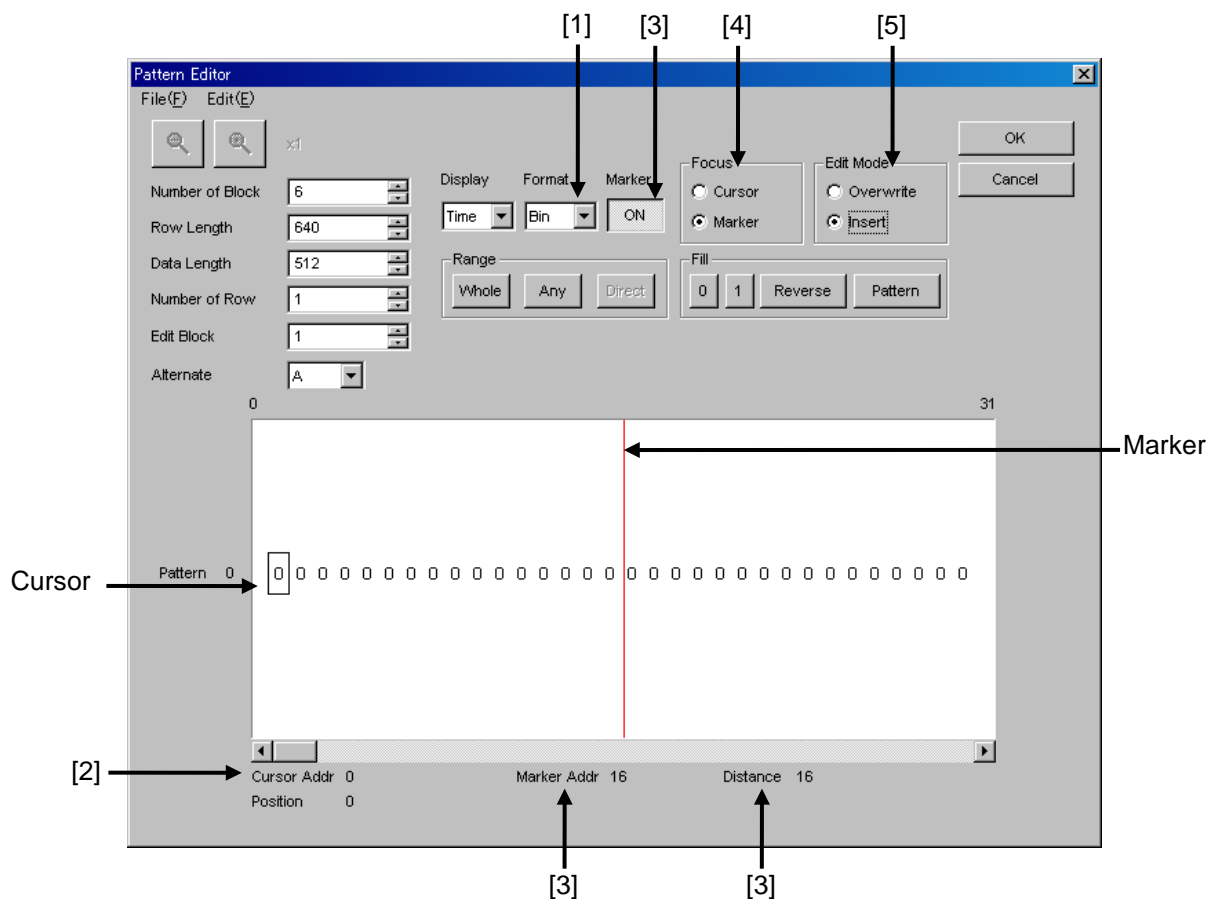 [1] [3] [4] [5]
Pattern Editor
File(F) Edit(E)
x1
OK
Cancel
Number of Block 6
Row Length 640
Data Length 512
Number of Row 1
Edit Block 1
Alternate A
Display Format Marker
Time Bin ON
Focus
Cursor
Marker
Edit Mode
Overwrite
Insert
Range
Whole Any Direct
Fill
0 1 Reverse Pattern
0 31
Marker
Pattern 0 0 0 0 0 0 0 0 0 0 0 0 0 0 0 0 0 0 0 0 0 0 0 0 0 0 0 0 0 0 0 0 0
Cursor
[2]
Cursor Addr 0 Marker Addr 16 Distance 16
Position 0
[3] [3]